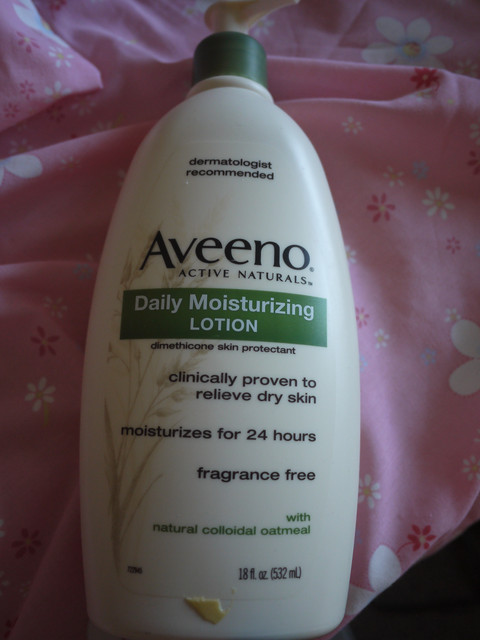 dermatologist
recommended
Aveeno®
ACTIVE NATURALS™
Daily Moisturizing
LOTION
dimethicone skin protectant
clinically proven to
relieve dry skin
moisturizes for 24 hours
fragrance free
with
natural colloidal oatmeal
18 fl. oz. (532 mL)